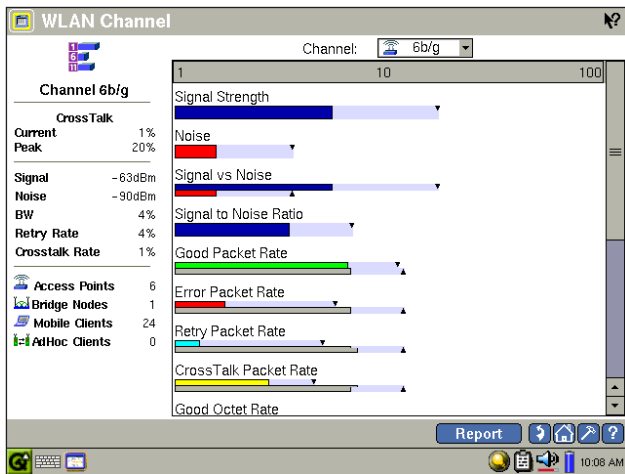 WLAN Channel
Channel: 6b/g
1 10 100
1
6
11
Channel 6b/g
CrossTalk
Current 1%
Peak 20%
Signal -63dBm
Noise -90dBm
BW 4%
Retry Rate 4%
Crosstalk Rate 1%
Access Points 6
Bridge Nodes 1
Mobile Clients 24
AdHoc Clients 0
Signal Strength
Noise
Signal vs Noise
Signal to Noise Ratio
Good Packet Rate
Error Packet Rate
Retry Packet Rate
CrossTalk Packet Rate
Good Octet Rate
Report
?
10:08 AM